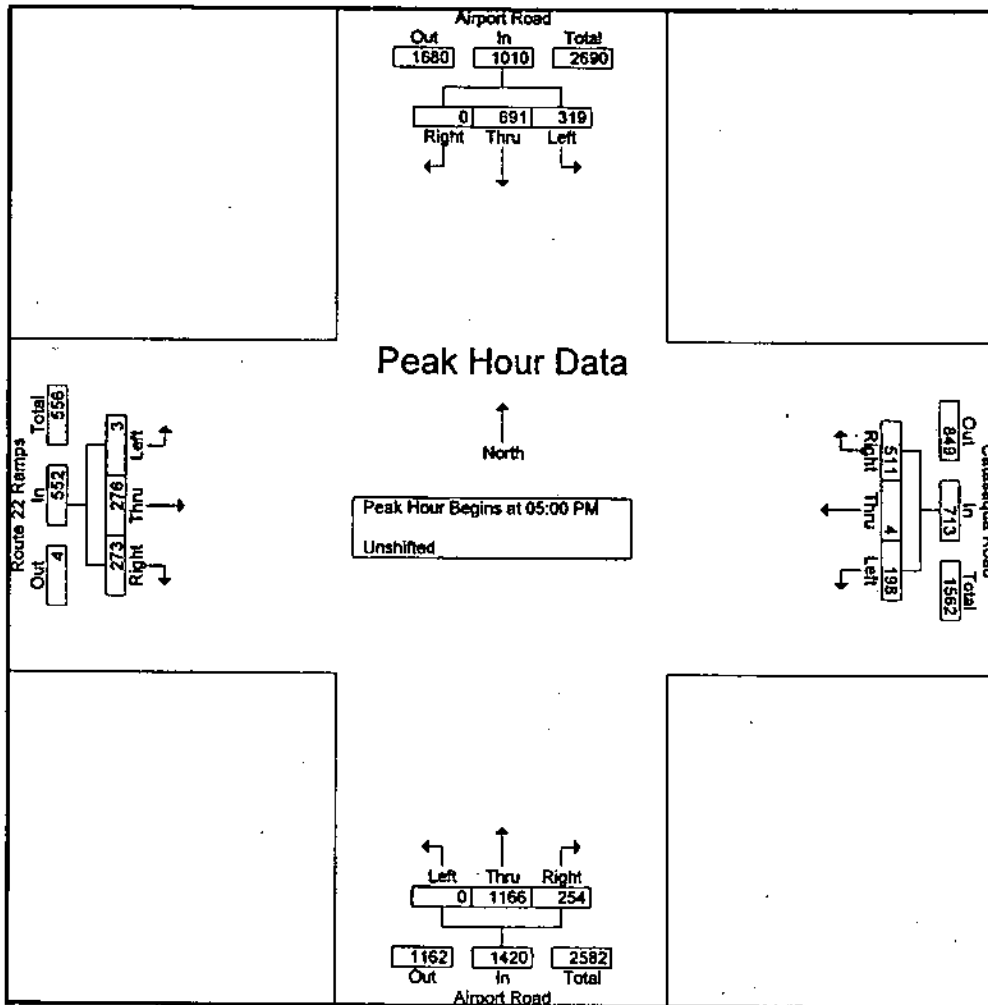 Airport Road
Out In Total
1680 1010 2690
0 691 319
Right Thru Left
Peak Hour Data
North
Peak Hour Begins at 05:00 PM
Unshifted
Route 22 Ramps
Out In Total
4 552 556
3 276 273
Left Thru Right
Road
Out In Total
849 713 1562
511 4 198
Right Thru Left
Left Thru Right
0 1166 254
1162 1420 2582
Out In Total
Airport Road